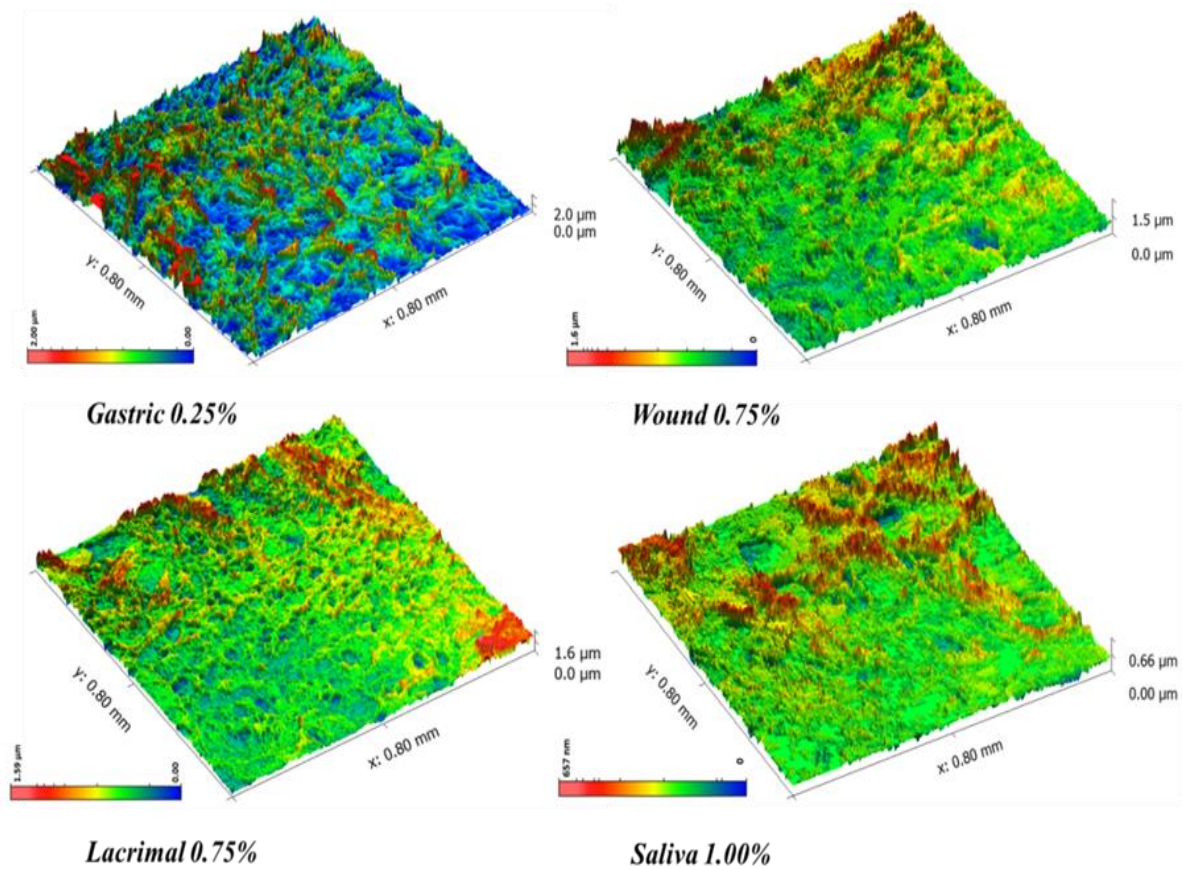 2.0 µm
0.0 µm
y: 0.80 mm
x: 0.80 mm
2.00 µm
0.00
Gastric 0.25%
1.5 µm
0.0 µm
y: 0.80 mm
x: 0.80 mm
1.6 µm
0
Wound 0.75%
1.6 µm
0.0 µm
y: 0.80 mm
x: 0.80 mm
1.59 µm
0.00
Lacrimal 0.75%
0.66 µm
0.00 µm
y: 0.80 mm
x: 0.80 mm
657 nm
0
Saliva 1.00%